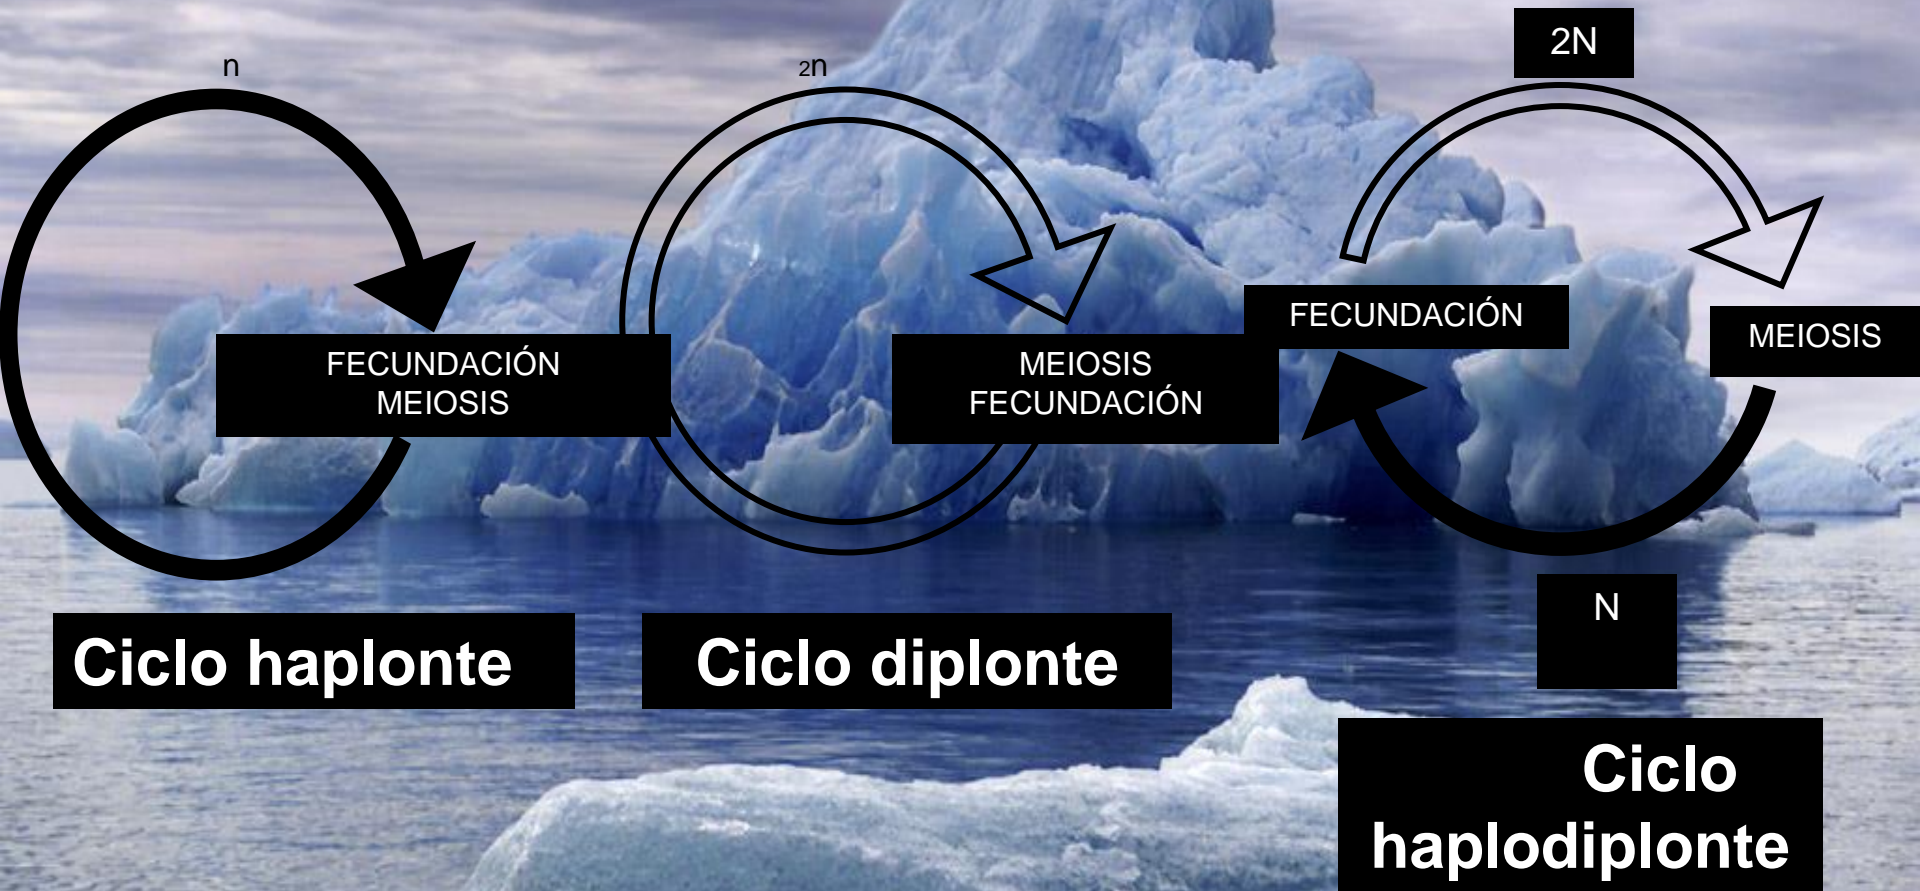 n
FECUNDACIÓN
MEIOSIS
Ciclo haplonte
2n
MEIOSIS
FECUNDACIÓN
Ciclo diplonte
2N
FECUNDACIÓN
MEIOSIS
N
Ciclo
haplodiplonte